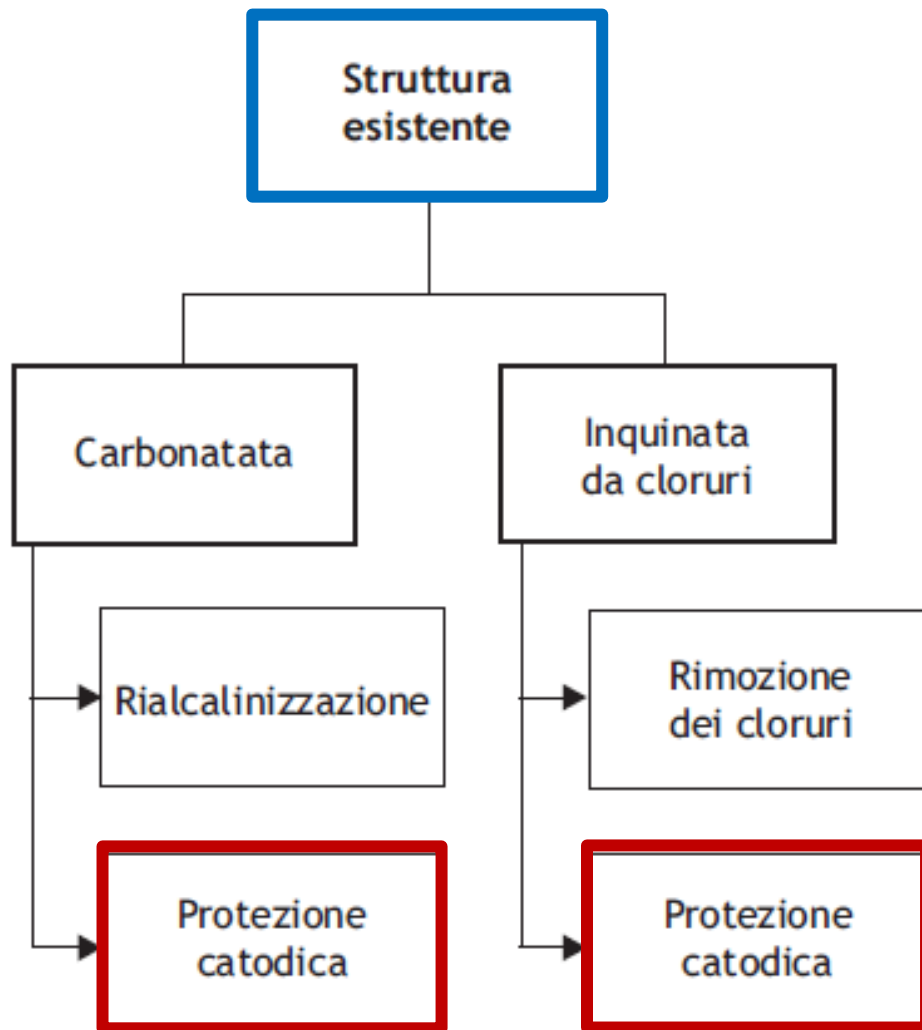 Struttura
esistente
Carbonatata
Inquinata
da cloruri
Rialcalinizzazione
Rimozione
dei cloruri
Protezione
catodica
Protezione
catodica